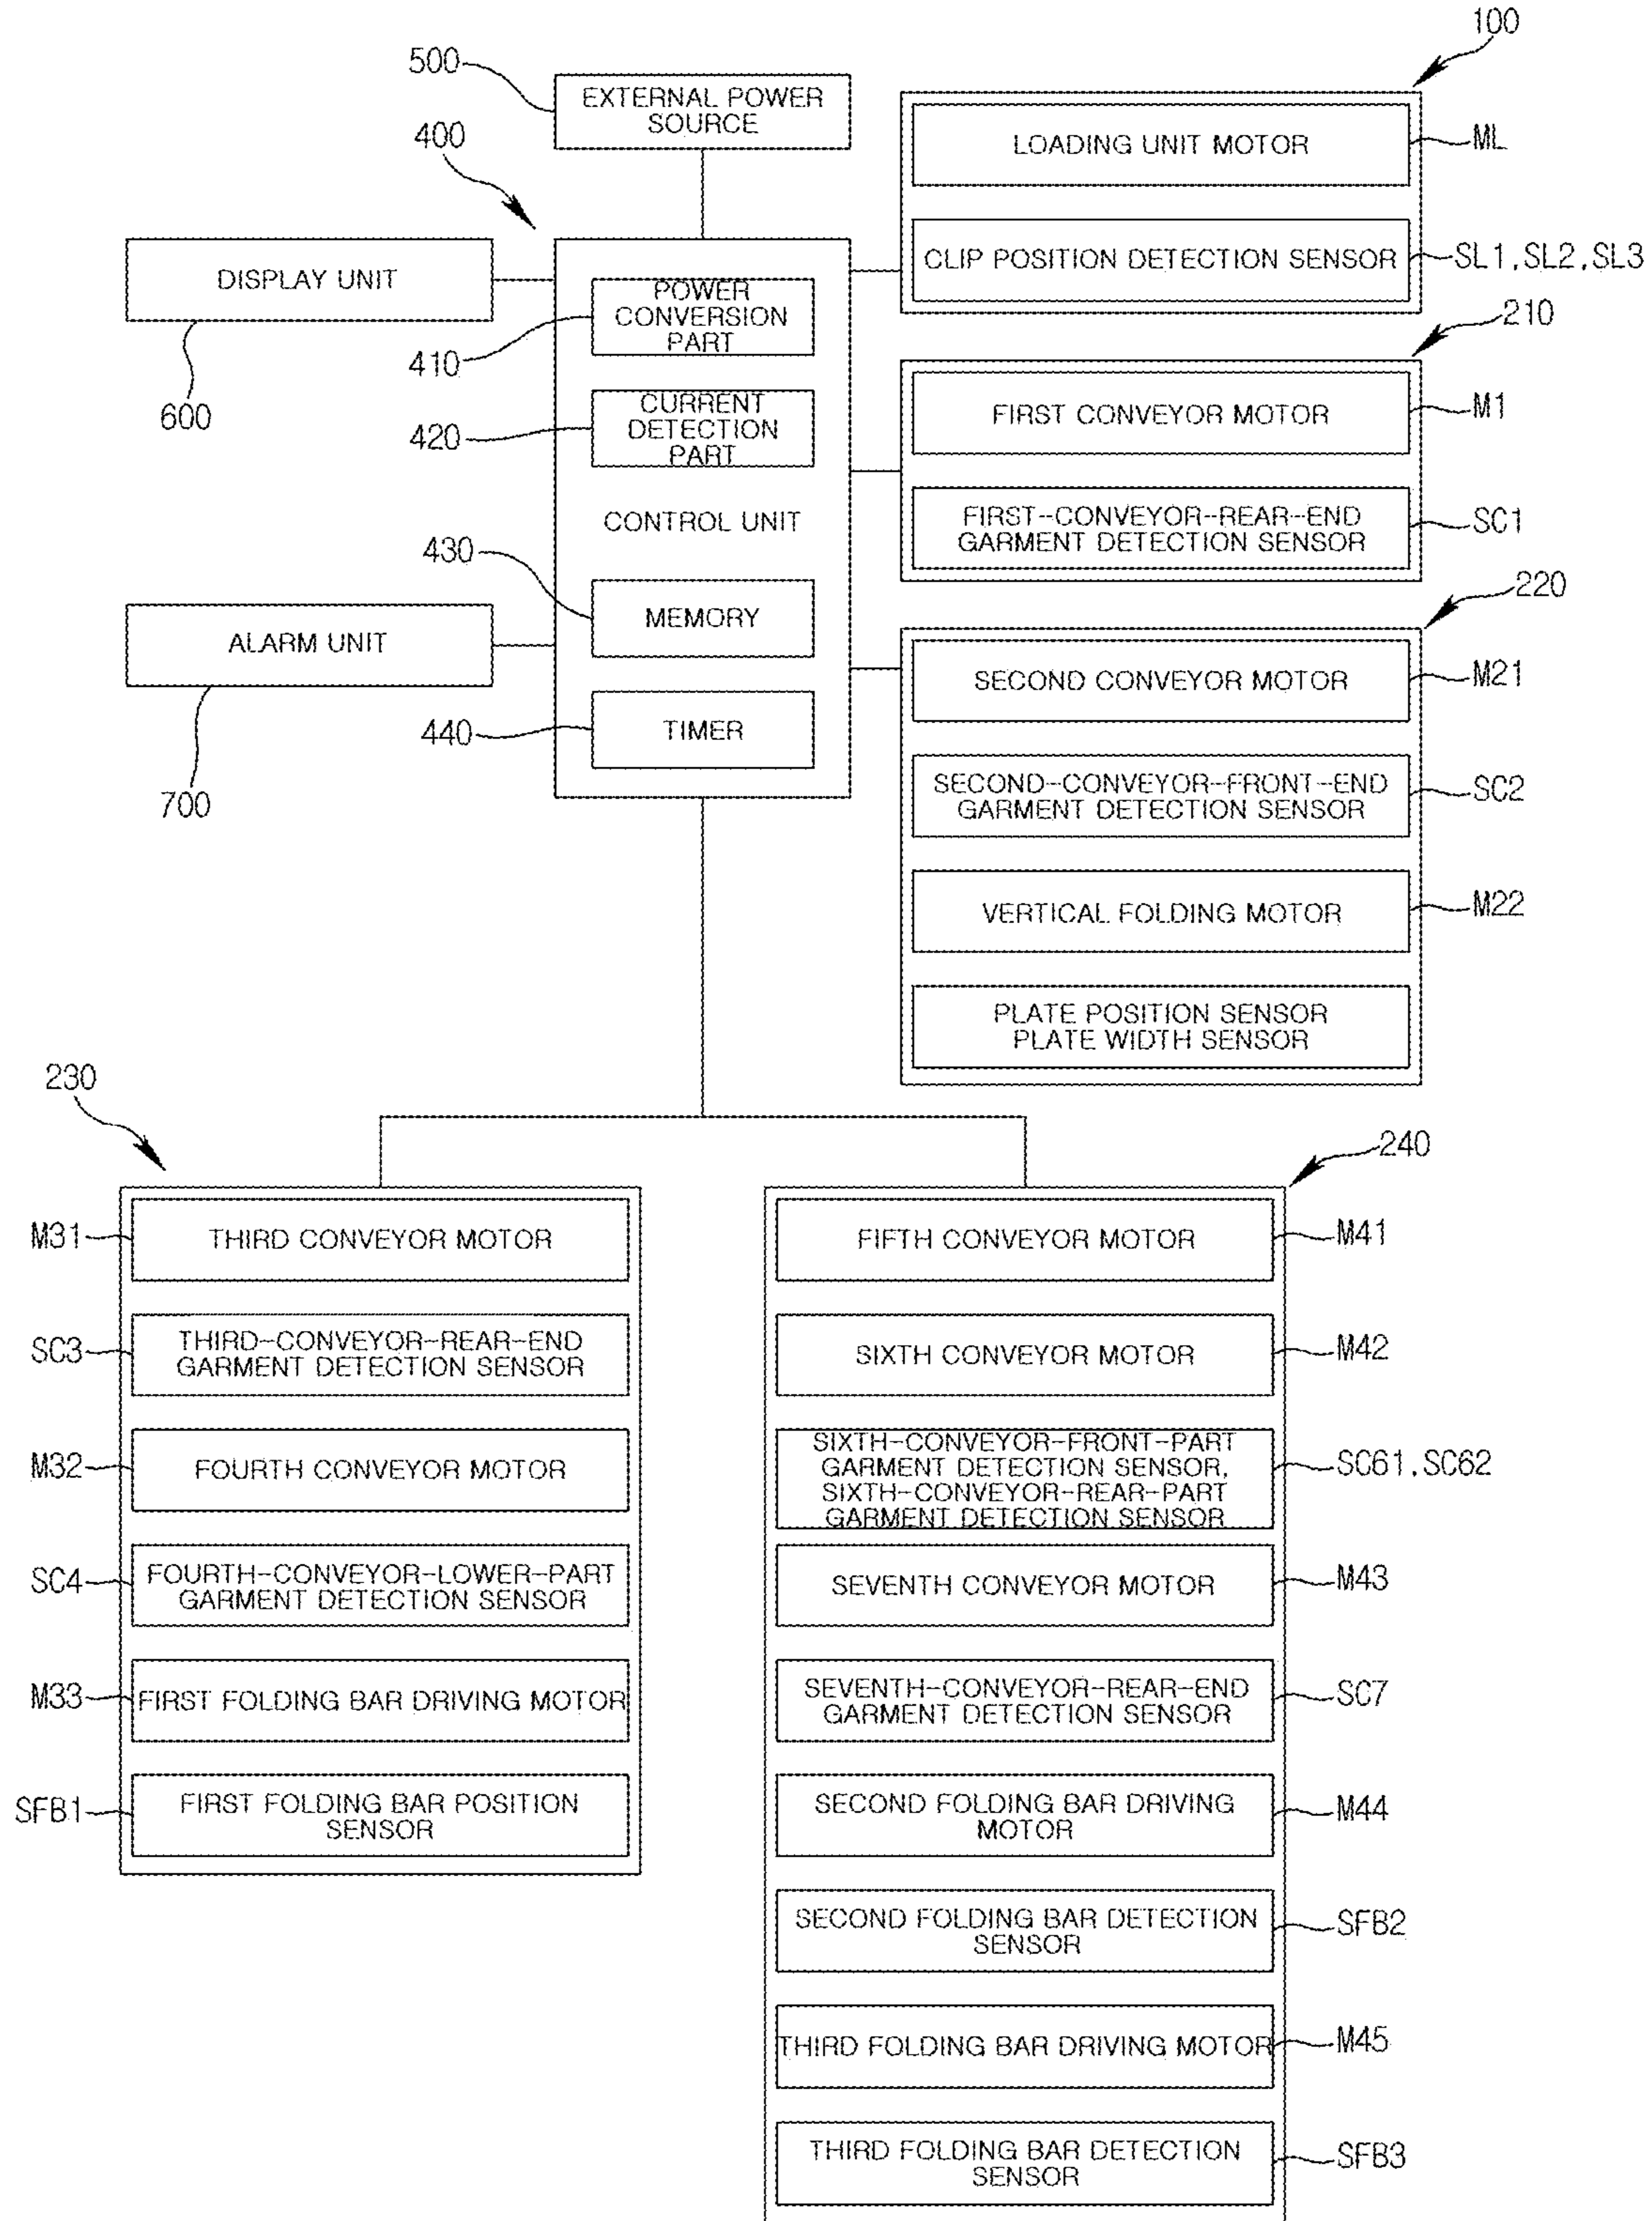 100
500
EXTERNAL POWER
SOURCE
400
LOADING UNIT MOTOR
ML
DISPLAY UNIT
600
CLIP POSITION DETECTION SENSOR
SL1,SL2,SL3
POWER
CONVERSION
PART
410
210
CURRENT
DETECTION
PART
420
FIRST CONVEYOR MOTOR
M1
CONTROL UNIT
FIRST-CONVEYOR-REAR-END
GARMENT DETECTION SENSOR
SC1
430
MEMORY
220
ALARM UNIT
700
SECOND CONVEYOR MOTOR
M21
440
TIMER
SECOND-CONVEYOR-FRONT-END
GARMENT DETECTION SENSOR
SC2
VERTICAL FOLDING MOTOR
M22
PLATE POSITION SENSOR
PLATE WIDTH SENSOR
230
M31
THIRD CONVEYOR MOTOR
SC3
THIRD-CONVEYOR-REAR-END
GARMENT DETECTION SENSOR
M32
FOURTH CONVEYOR MOTOR
SC4
FOURTH-CONVEYOR-LOWER-PART
GARMENT DETECTION SENSOR
M33
FIRST FOLDING BAR DRIVING MOTOR
SFB1
FIRST FOLDING BAR POSITION
SENSOR
240
FIFTH CONVEYOR MOTOR
M41
SIXTH CONVEYOR MOTOR
M42
SIXTH-CONVEYOR-FRONT-PART
GARMENT DETECTION SENSOR,
SIXTH-CONVEYOR-REAR-PART
GARMENT DETECTION SENSOR
SC61,SC62
SEVENTH CONVEYOR MOTOR
M43
SEVENTH-CONVEYOR-REAR-END
GARMENT DETECTION SENSOR
SC7
SECOND FOLDING BAR DRIVING
MOTOR
M44
SECOND FOLDING BAR DETECTION
SENSOR
SFB2
THIRD FOLDING BAR DRIVING MOTOR
M45
THIRD FOLDING BAR DETECTION
SENSOR
SFB3